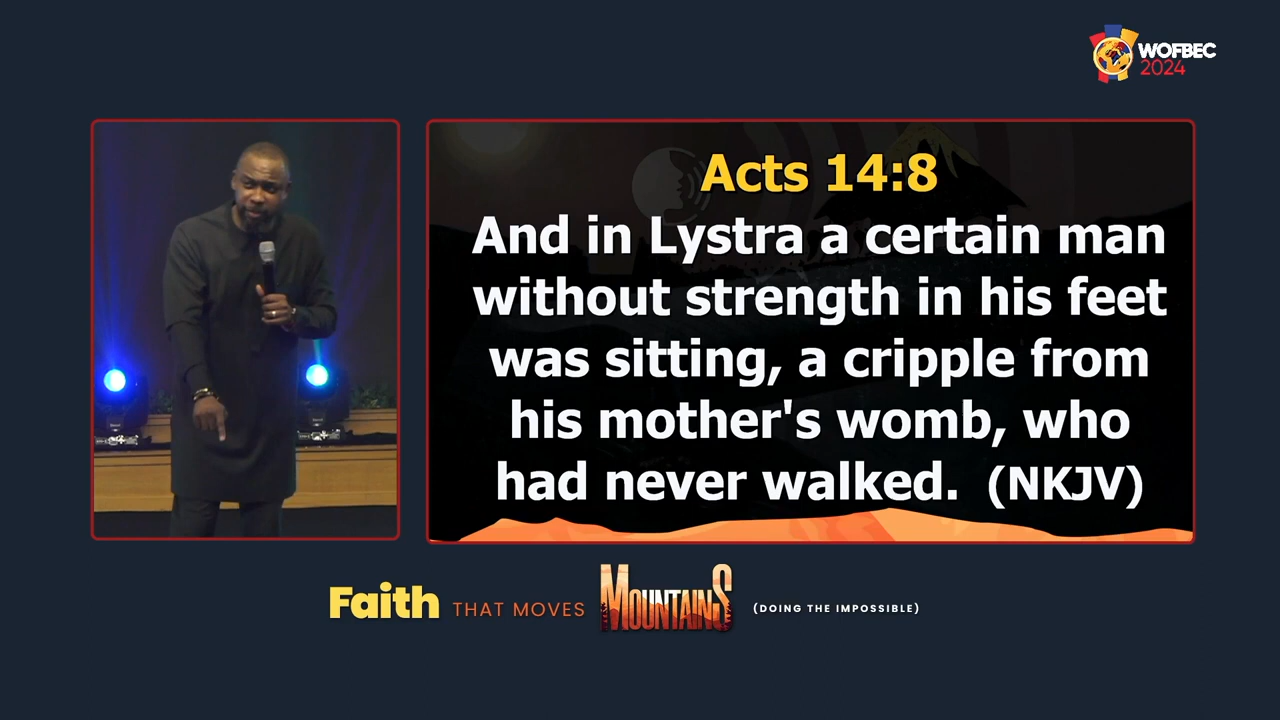 WOFBEC
2024
Acts 14:8
And in Lystra a certain man
without strength in his feet
was sitting, a cripple from
his mother's womb, who
had never walked. (NKJV)
Faith THAT MOVES MOUNTAINS (DOING THE IMPOSSIBLE)